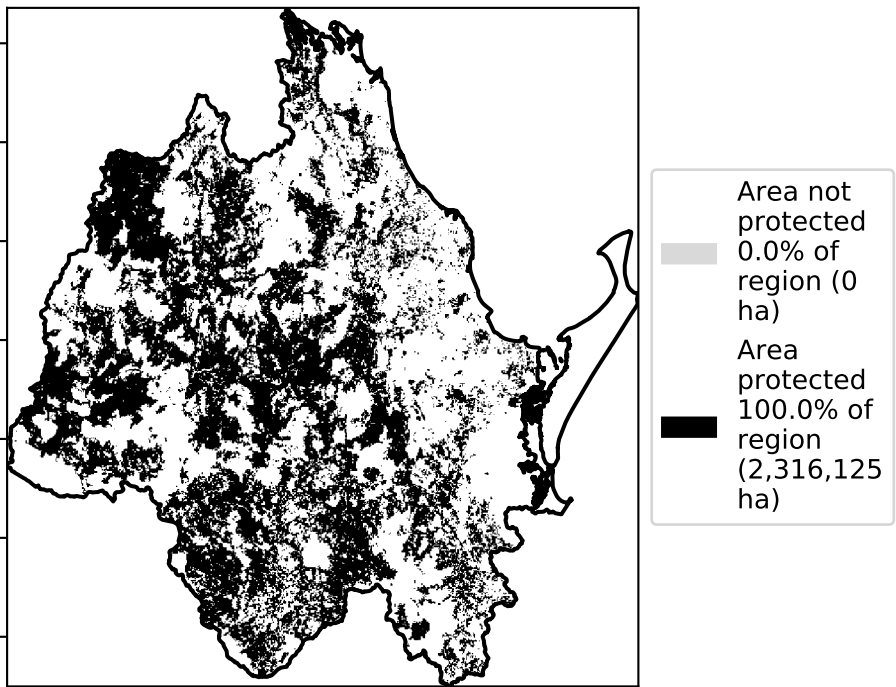 Area not
protected
0.0% of
region (0
ha)
Area
protected
100.0% of
region
(2,316,125
ha)